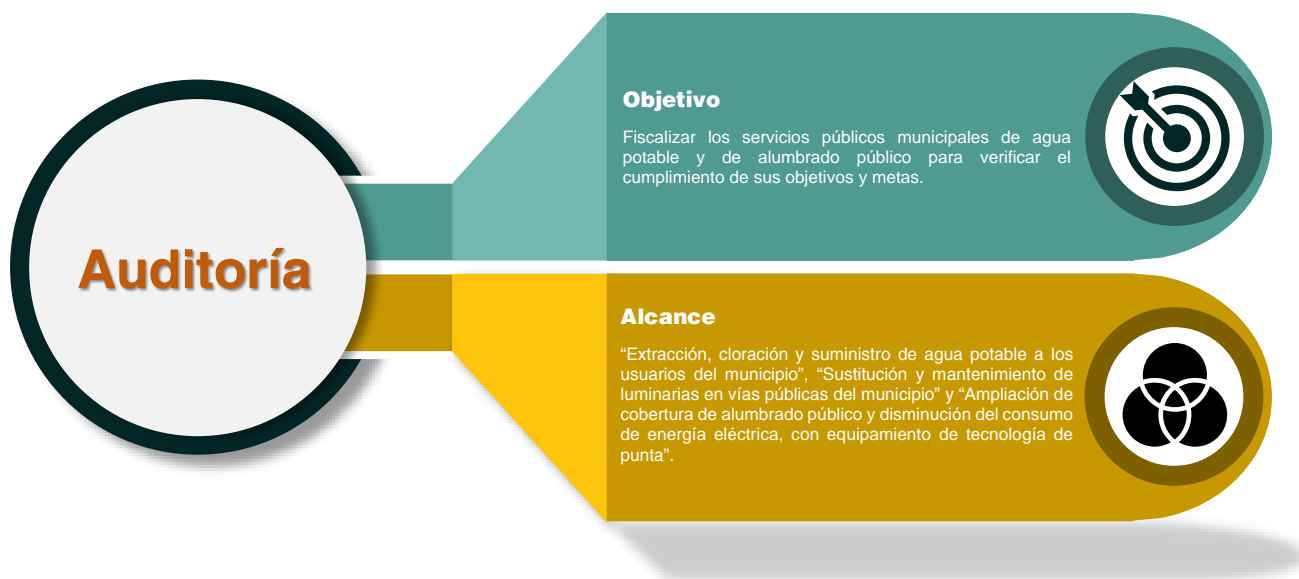 Auditoría
Objetivo
Fiscalizar los servicios públicos municipales de agua
potable y de alumbrado público para verificar el
cumplimiento de sus objetivos y metas.
Alcance
“Extracción, cloración y suministro de agua potable a los
usuarios del municipio”, “Sustitución y mantenimiento de
luminarias en vías públicas del municipio” y “Ampliación de
cobertura de alumbrado público y disminución del consumo
de energía eléctrica, con equipamiento de tecnología de
punta”.